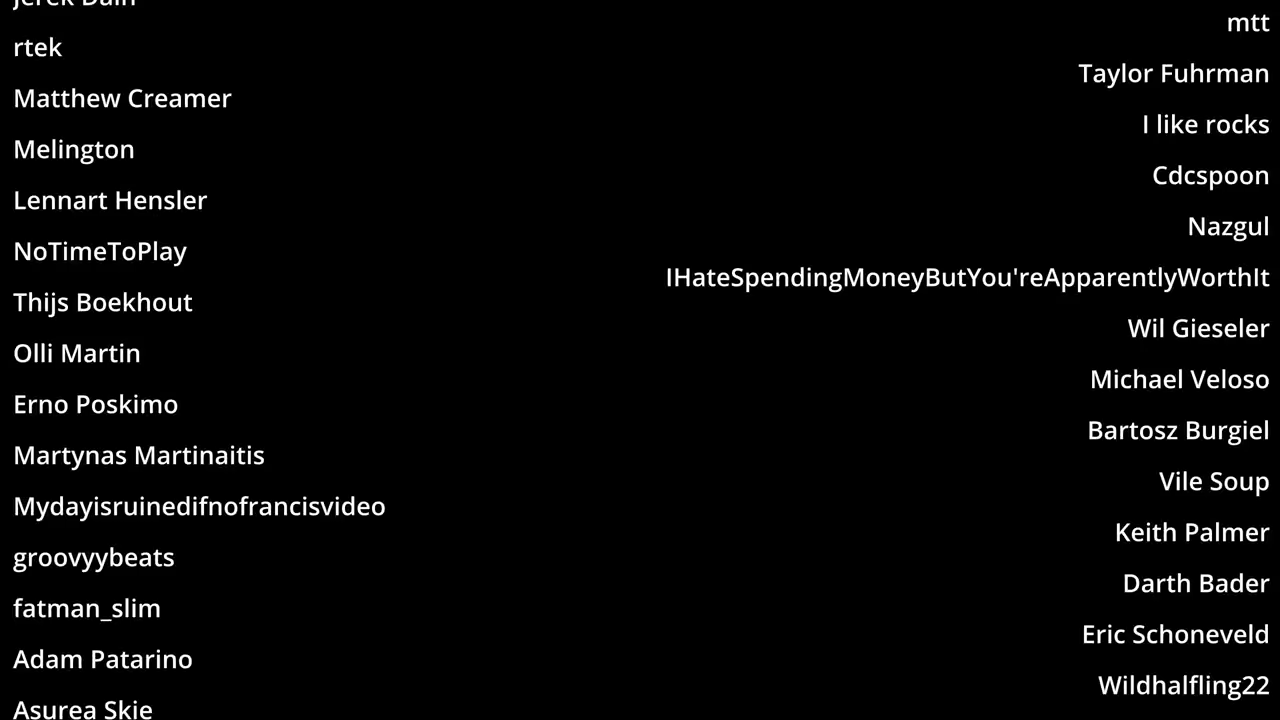 Jerek Dain
rtek
Matthew Creamer
Melington
Lennart Hensler
NoTimeToPlay
Thijs Boekhout
Olli Martin
Erno Poskimo
Martynas Martinaitis
Mydayisruinedifnofrancisvideo
groovyybeats
fatman_slim
Adam Patarino
Asurea Skie
mtt
Taylor Fuhrman
I like rocks
Cdcspoon
Nazgul
IHateSpendingMoneyButYou'reApparentlyWorthIt
Wil Gieseler
Michael Veloso
Bartosz Burgiel
Vile Soup
Keith Palmer
Darth Bader
Eric Schoneveld
Wildhalfling22